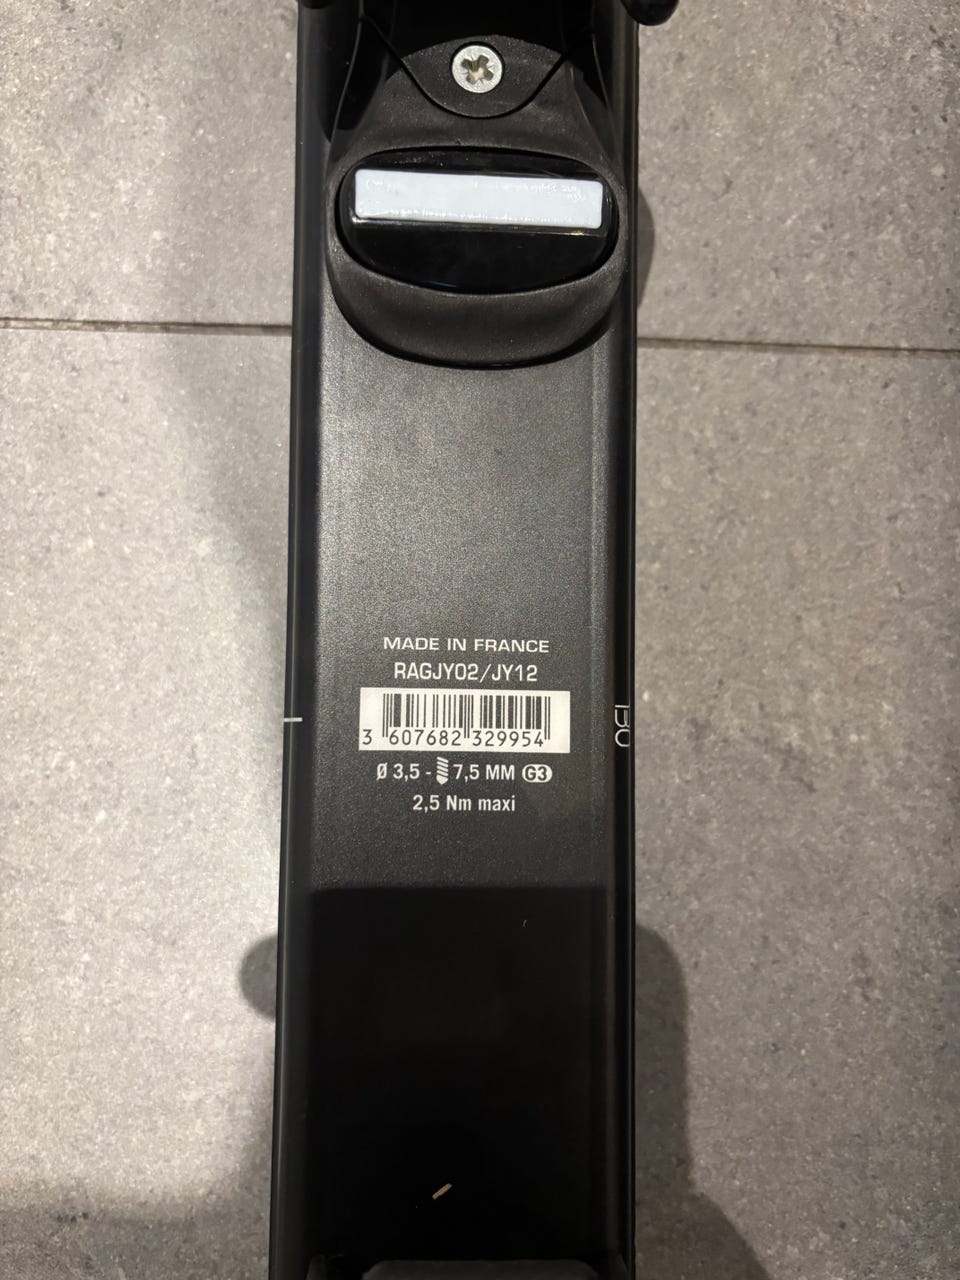 MADE IN FRANCE
RAGJY02/JY12
3 607682 329954
Ø 3,5 - 7,5 MM G3
2,5 Nm maxi
130